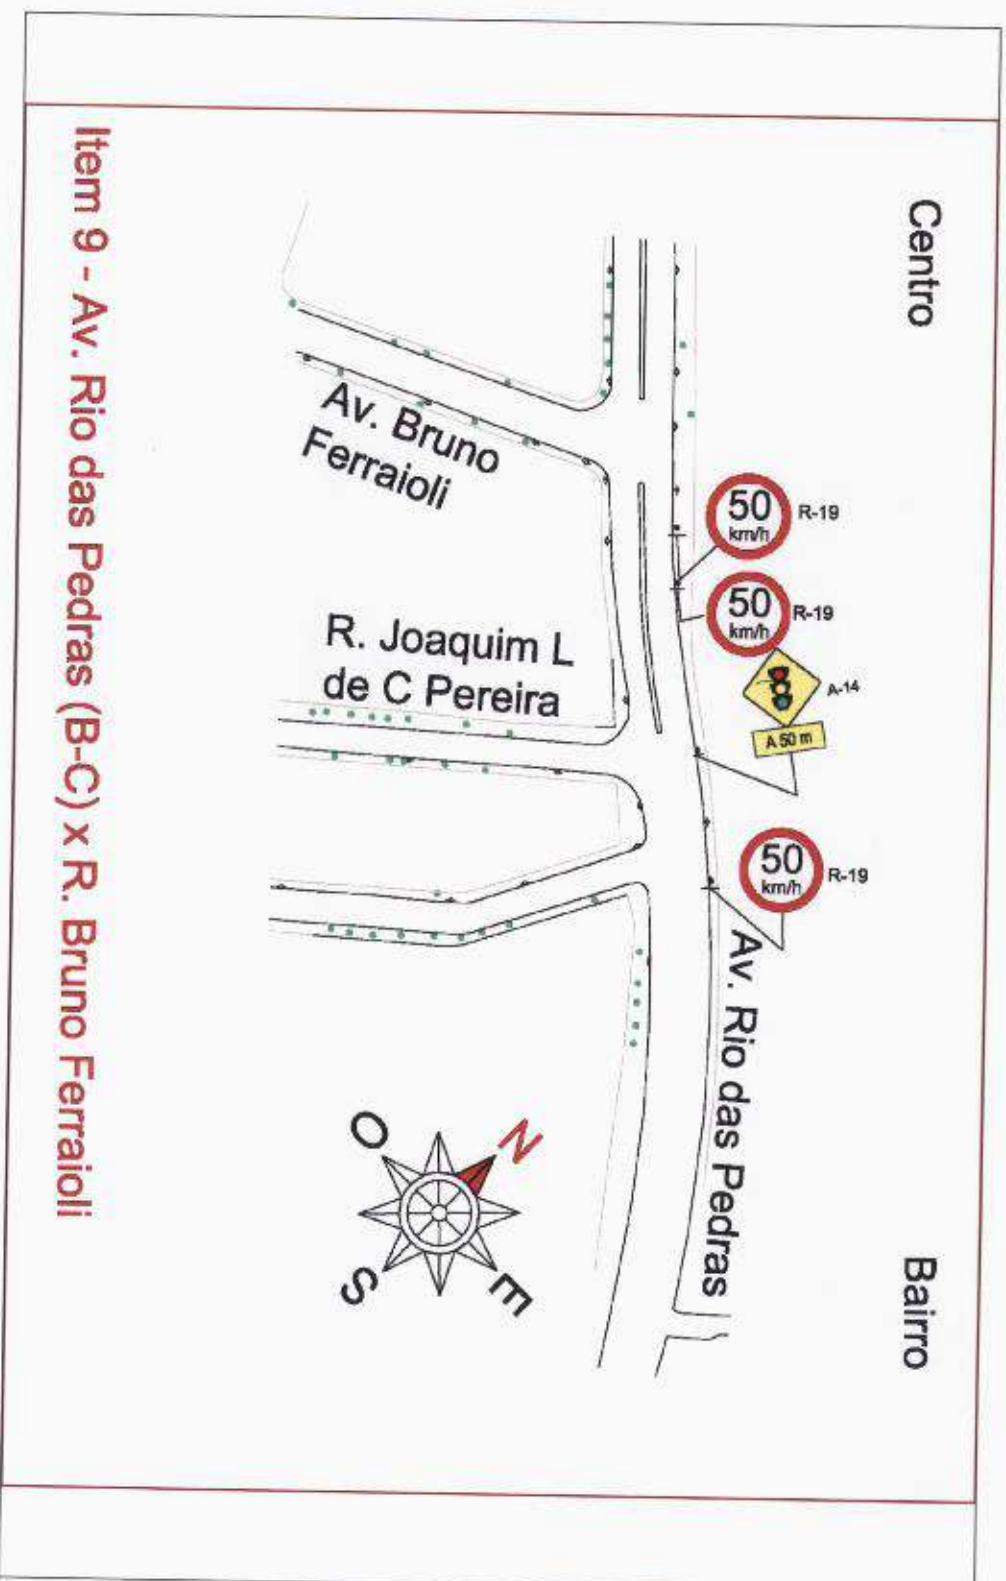 Centro
Bairro
50
km/h
R-19
50
km/h
R-19
A-14
A 50 m
50
km/h
R-19
Av. Rio das Pedras
Av. Bruno
Ferraioli
R. Joaquim L
de C Pereira
N
E
S
O
Item 9 - Av. Rio das Pedras (B-C) x R. Bruno Ferraioli